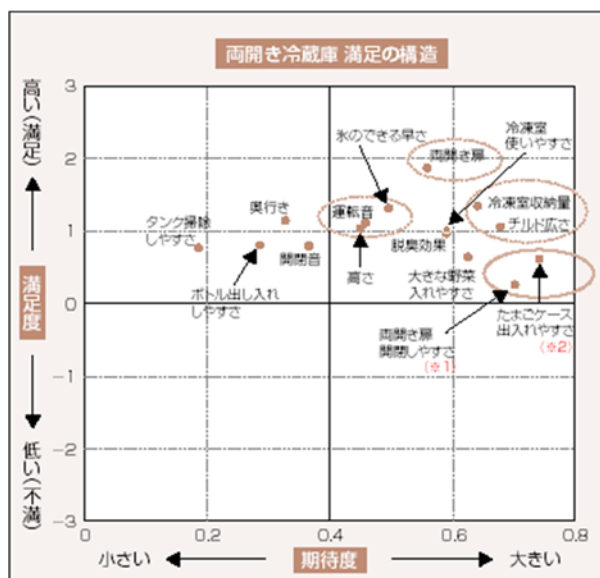 両開き冷蔵庫 満足の構造
高い(満足)
満足度
低い(不満)
3
2
1
0
-1
-2
-3
氷のできる早さ
両開き扉
冷凍室
使いやすさ
奥行き
運転音
冷凍室収納量
チルド広さ
タンク掃除
しやすさ
開閉音
脱臭効果
高さ
大きな野菜
入れやすさ
ボトル出し入れ
しやすさ
両開き扉
開閉しやすさ
(※1)
たまごケース
出入れやすさ
(※2)
0
0.2
0.4
0.6
0.8
小さい
期待度
大きい